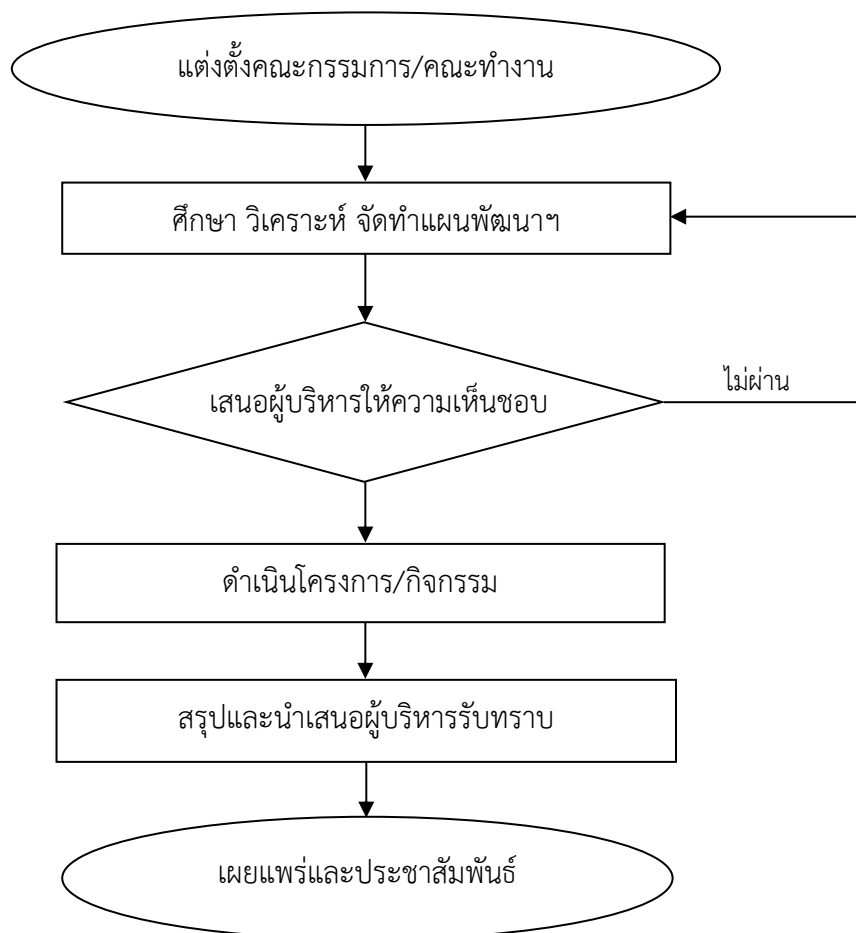 แต่งตั้งคณะกรรมการ/คณะทำงาน
ศึกษา วิเคราะห์ จัดทำแผนพัฒนาฯ
เสนอผู้บริหารให้ความเห็นชอบ
ไม่ผ่าน
ดำเนินโครงการ/กิจกรรม
สรุปและนำเสนอผู้บริหารรับทราบ
เผยแพร่และประชาสัมพันธ์